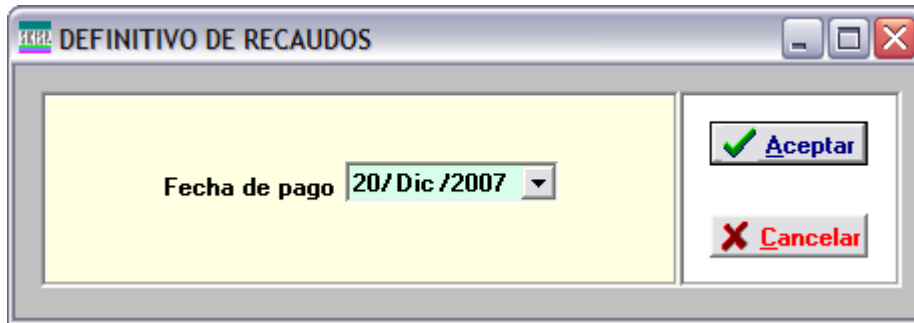 DEFINITIVO DE RECAUDOS
Aceptar
Fecha de pago 20/ Dic /2007
Cancelar